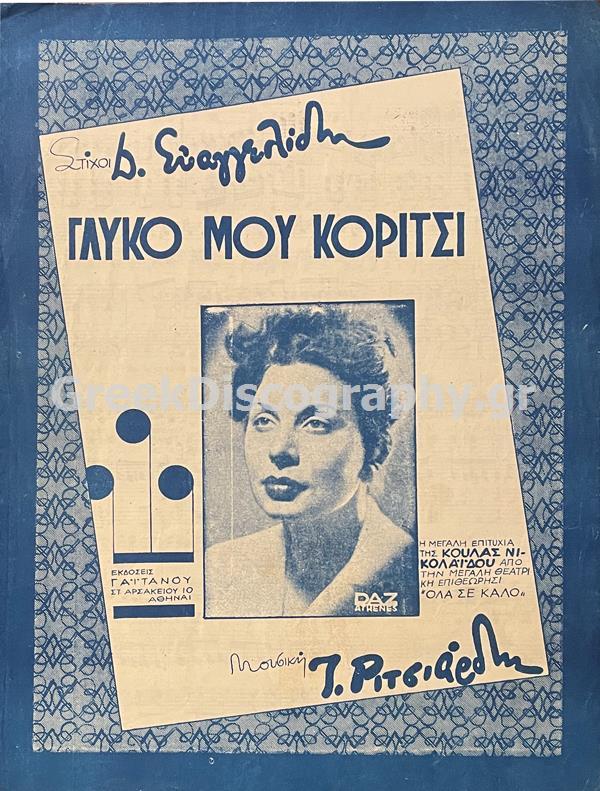 Στίχοι Δ. Ευαγγελίδη
ΓΛΥΚΟ ΜΟΥ ΚΟΡΙΤΣΙ
GreekDiscography.gr
Η ΜΕΓΑΛΗ ΕΠΙΤΥΧΙΑ
ΤΗΣ ΚΟΥΛΑΣ ΝΙ-
ΚΟΛΑΪΔΟΥ ΑΠΟ
ΤΗΝ ΜΕΓΑΛΗ ΘΕΑΤΡΙ
ΚΗ ΕΠΙΘΕΩΡΗΣΙ
"ΟΛΑ ΣΕ ΚΑΛΟ„
ΕΚΔΟΣΕΙΣ
ΓΑΪΤΑΝΟΥ
ΣΤ. ΑΡΣΑΚΕΙΟΥ 10
ΑΘΗΝΑΙ
DAZ
ATHENES
Μουσική Ι. Ριτσιάρδη